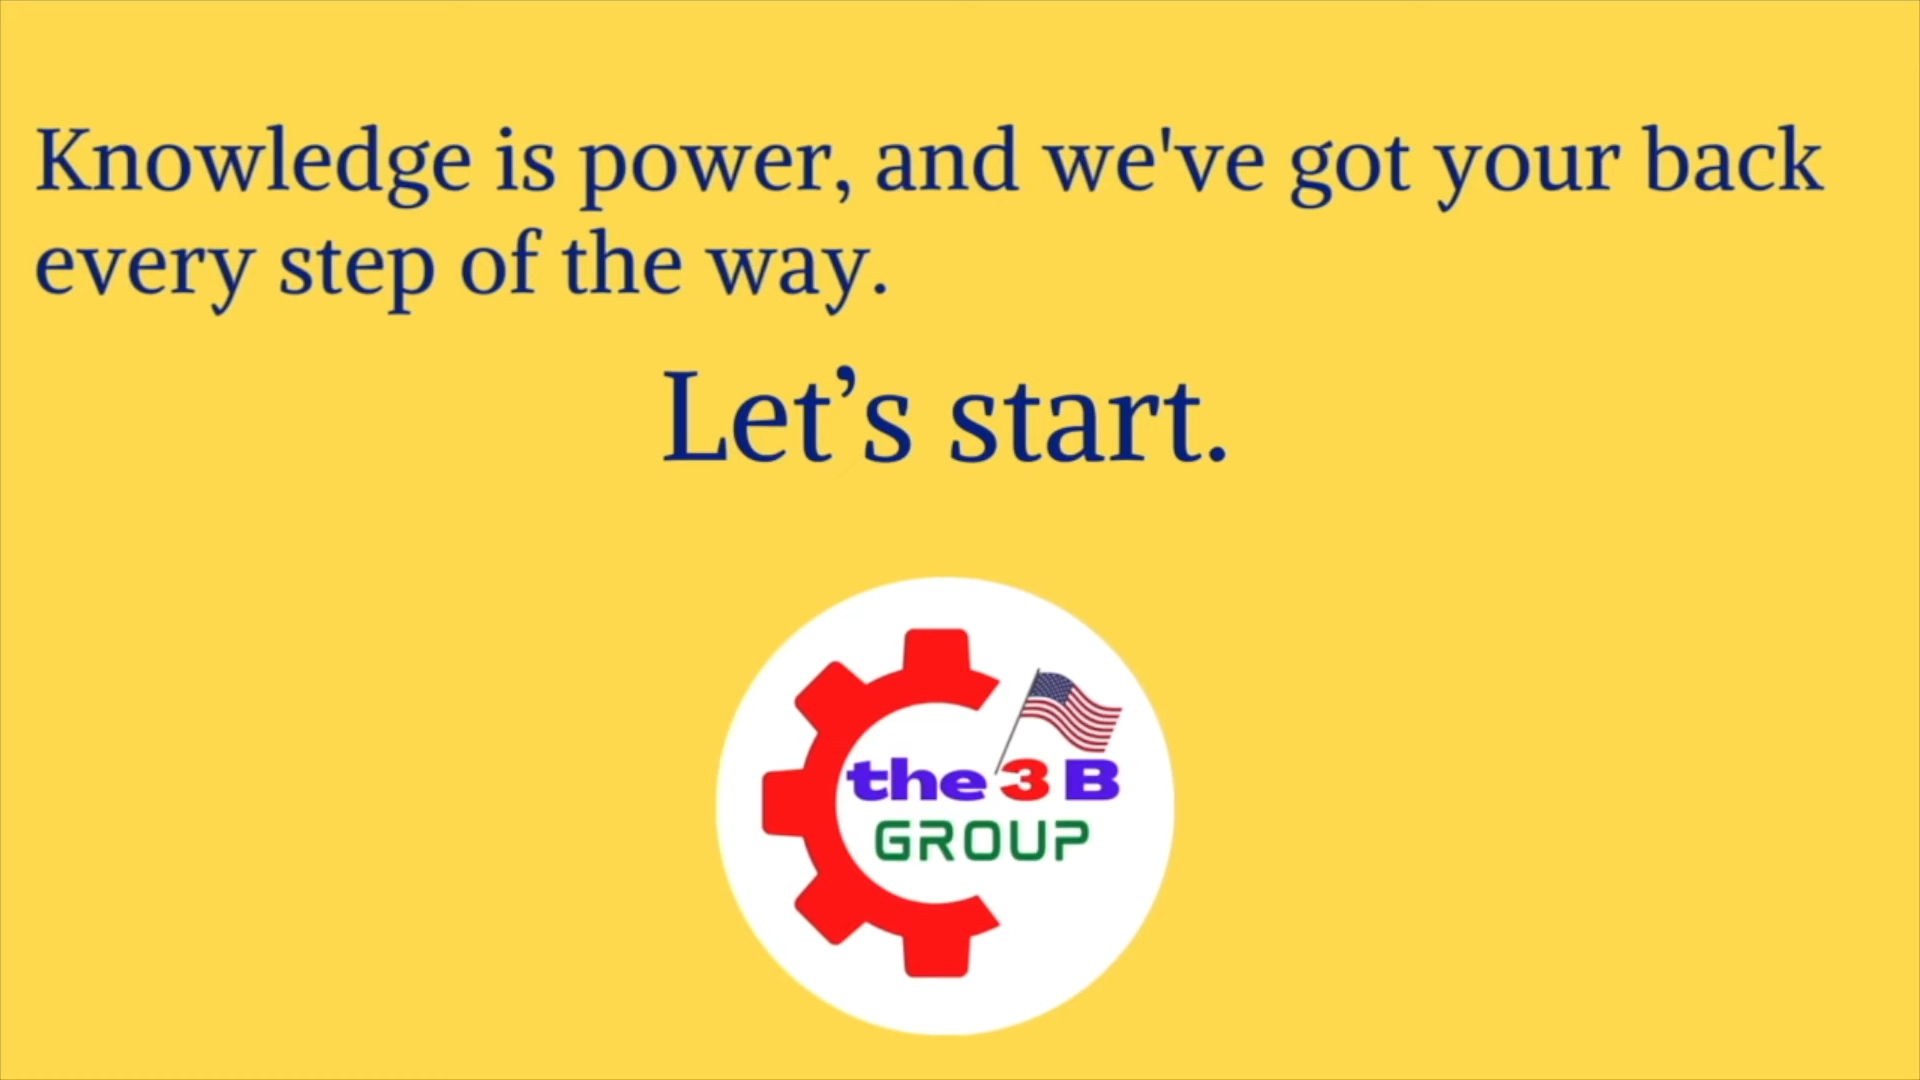 Knowledge is power, and we've got your back
every step of the way.
Let’s start.
the 3 B
GROUP